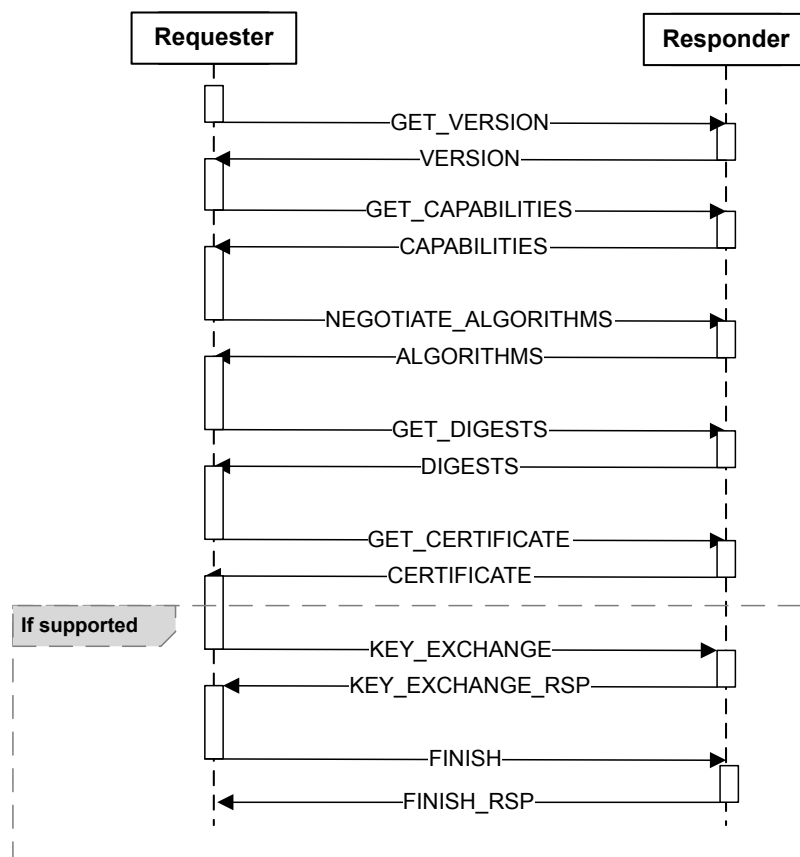 Requester
Responder
GET_VERSION
VERSION
GET_CAPABILITIES
CAPABILITIES
NEGOTIATE_ALGORITHMS
ALGORITHMS
GET_DIGESTS
DIGESTS
GET_CERTIFICATE
CERTIFICATE
If supported
KEY_EXCHANGE
KEY_EXCHANGE_RSP
FINISH
FINISH_RSP